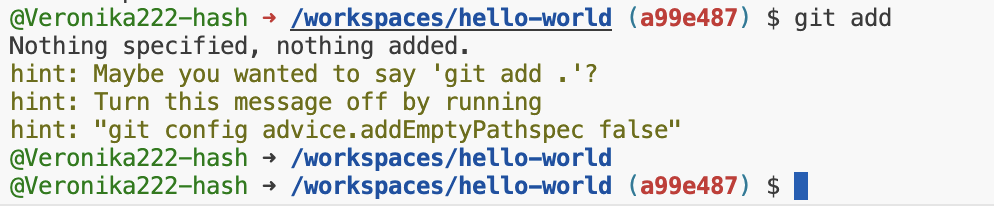 @Veronika222-hash → /workspaces/hello-world (a99e487) $ git add
Nothing specified, nothing added.
hint: Maybe you wanted to say 'git add .'?
hint: Turn this message off by running
hint: "git config advice.addEmptyPathspec false"
@Veronika222-hash → /workspaces/hello-world
@Veronika222-hash → /workspaces/hello-world (a99e487) $